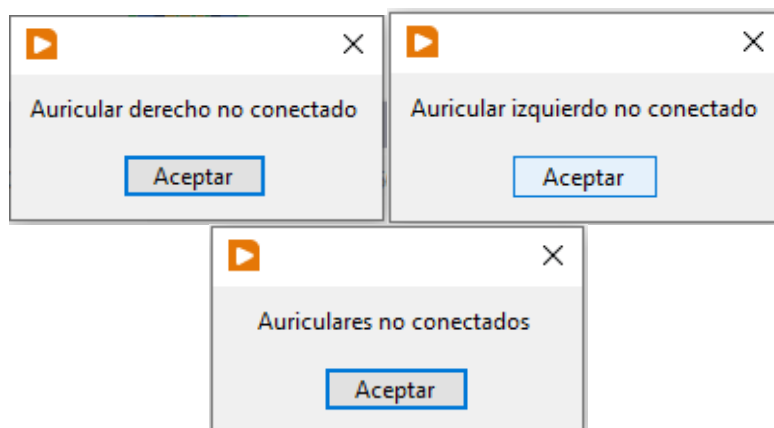 Auricular derecho no conectado
Aceptar
Auricular izquierdo no conectado
Aceptar
Auriculares no conectados
Aceptar